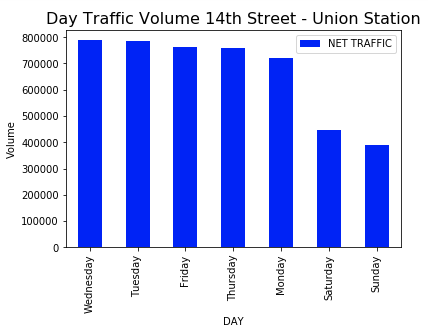 Day Traffic Volume 14th Street - Union Station
NET TRAFFIC
800000
700000
600000
500000
400000
300000
200000
100000
0
Volume
Wednesday
Tuesday
Friday
Thursday
Monday
Saturday
Sunday
DAY